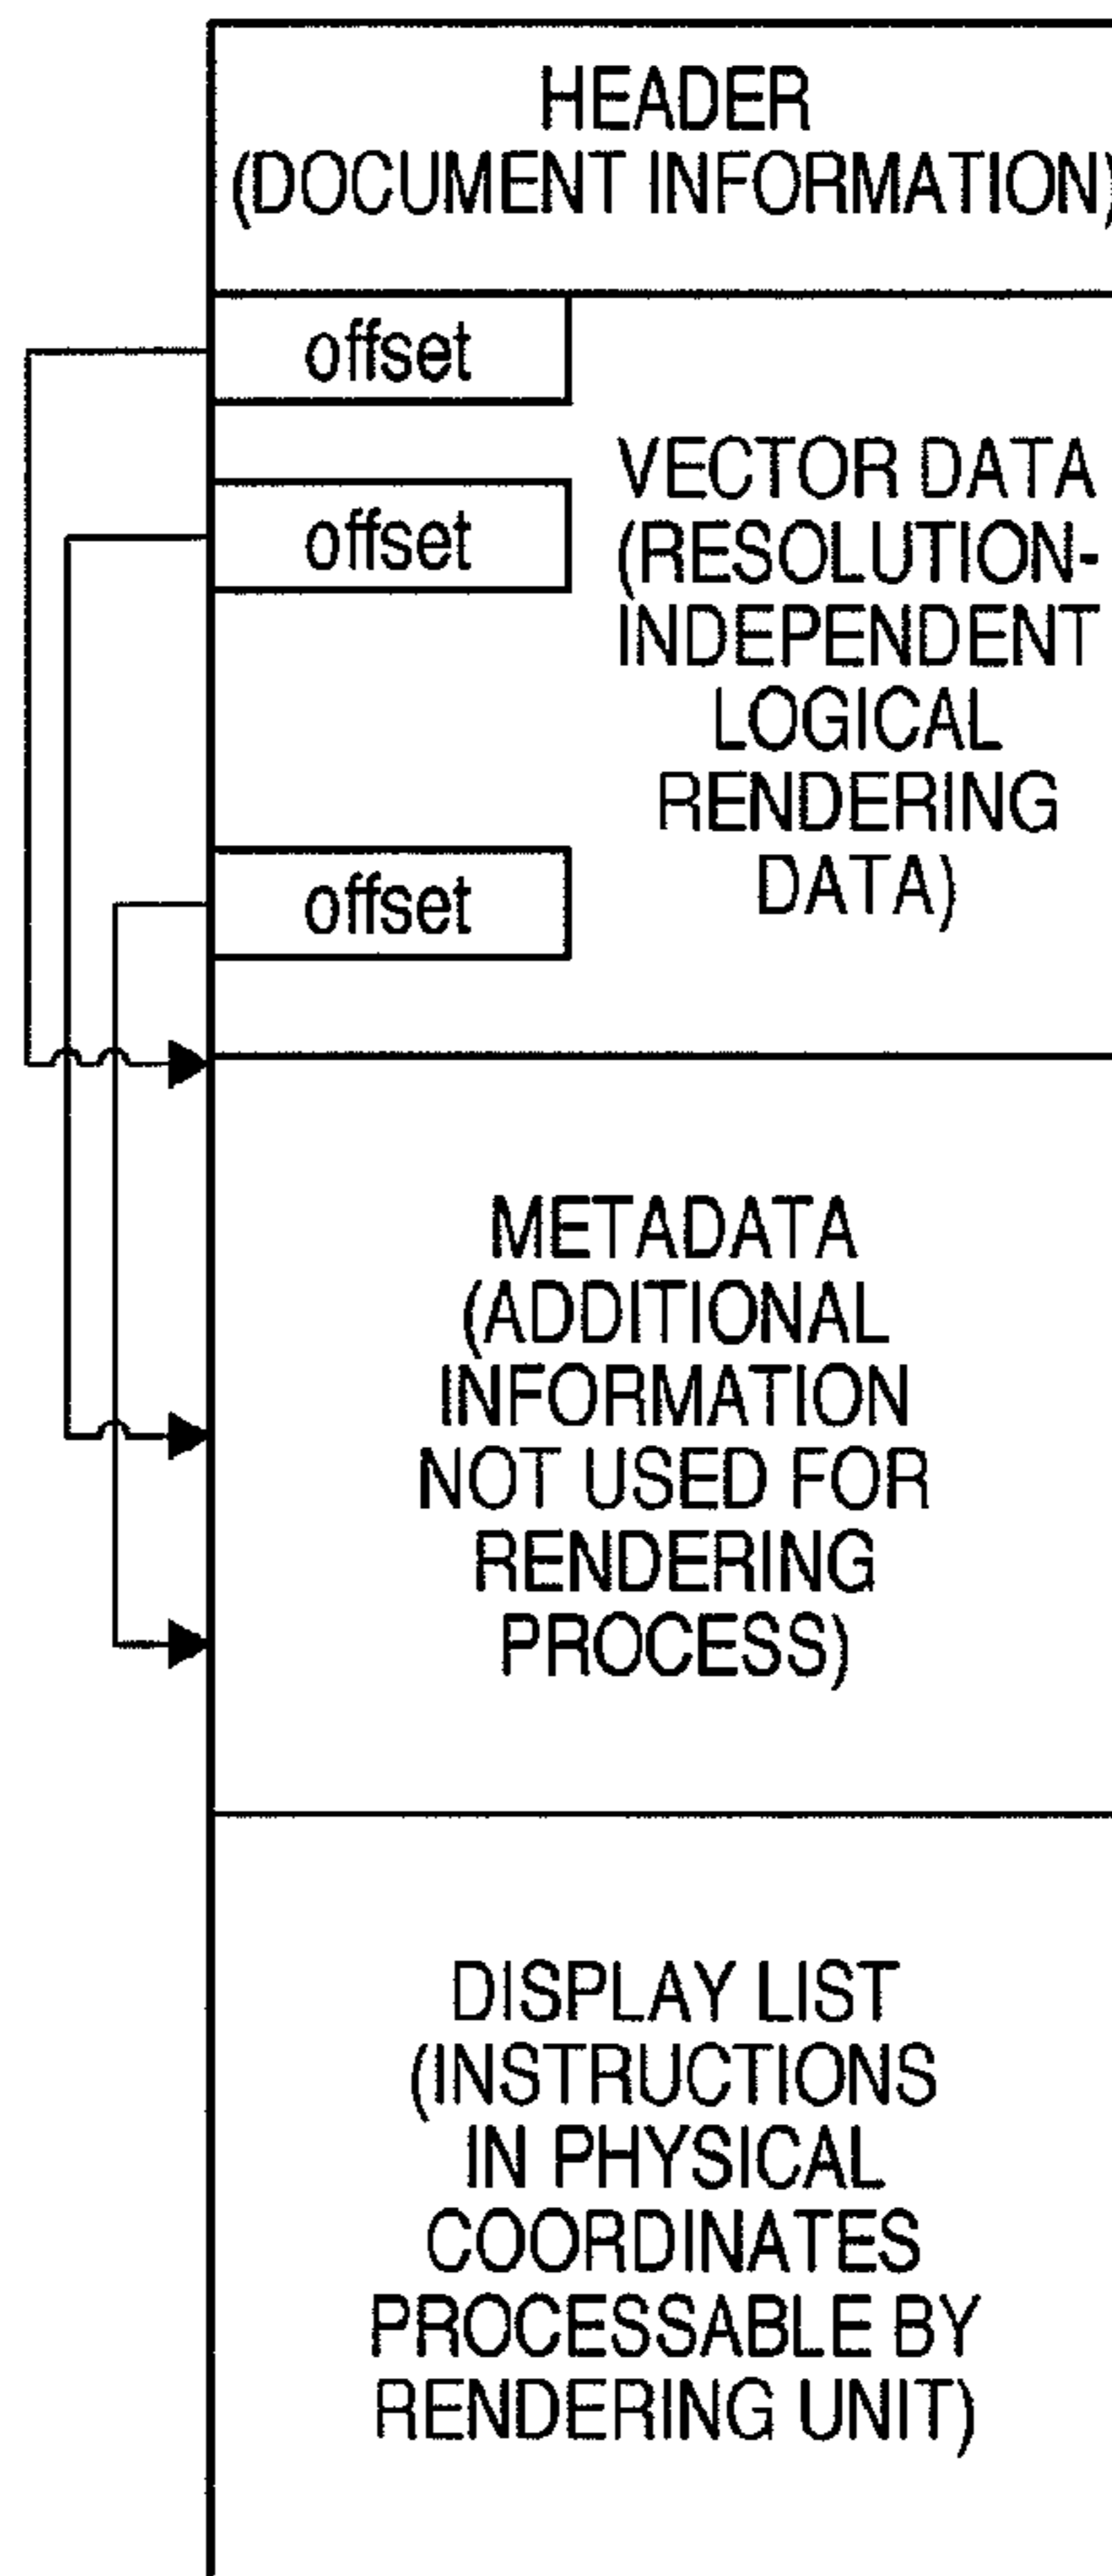 HEADER
(DOCUMENT INFORMATION)
offset
offset
offset
VECTOR DATA
(RESOLUTION-
INDEPENDENT
LOGICAL
RENDERING
DATA)
METADATA
(ADDITIONAL
INFORMATION
NOT USED FOR
RENDERING
PROCESS)
DISPLAY LIST
(INSTRUCTIONS
IN PHYSICAL
COORDINATES
PROCESSABLE BY
RENDERING UNIT)